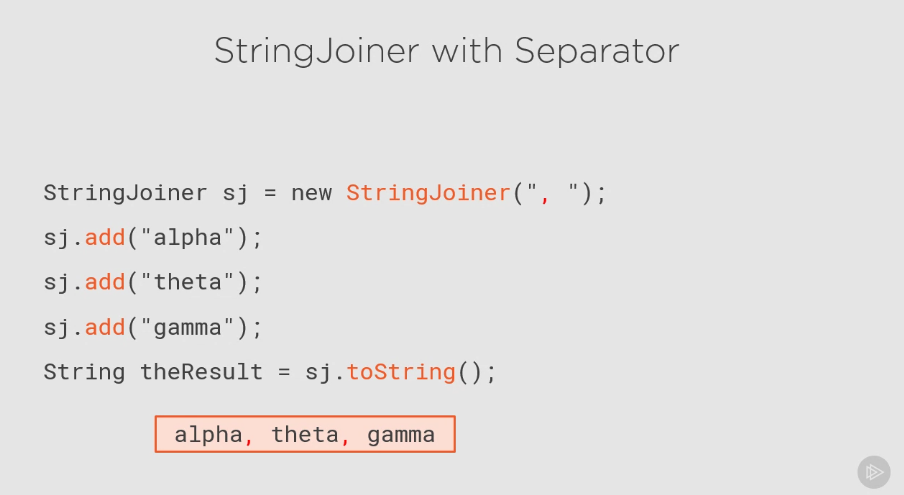 StringJoiner with Separator
StringJoiner sj = new StringJoiner(", ");
sj.add("alpha");
sj.add("theta");
sj.add("gamma");
String theResult = sj.toString();
alpha, theta, gamma